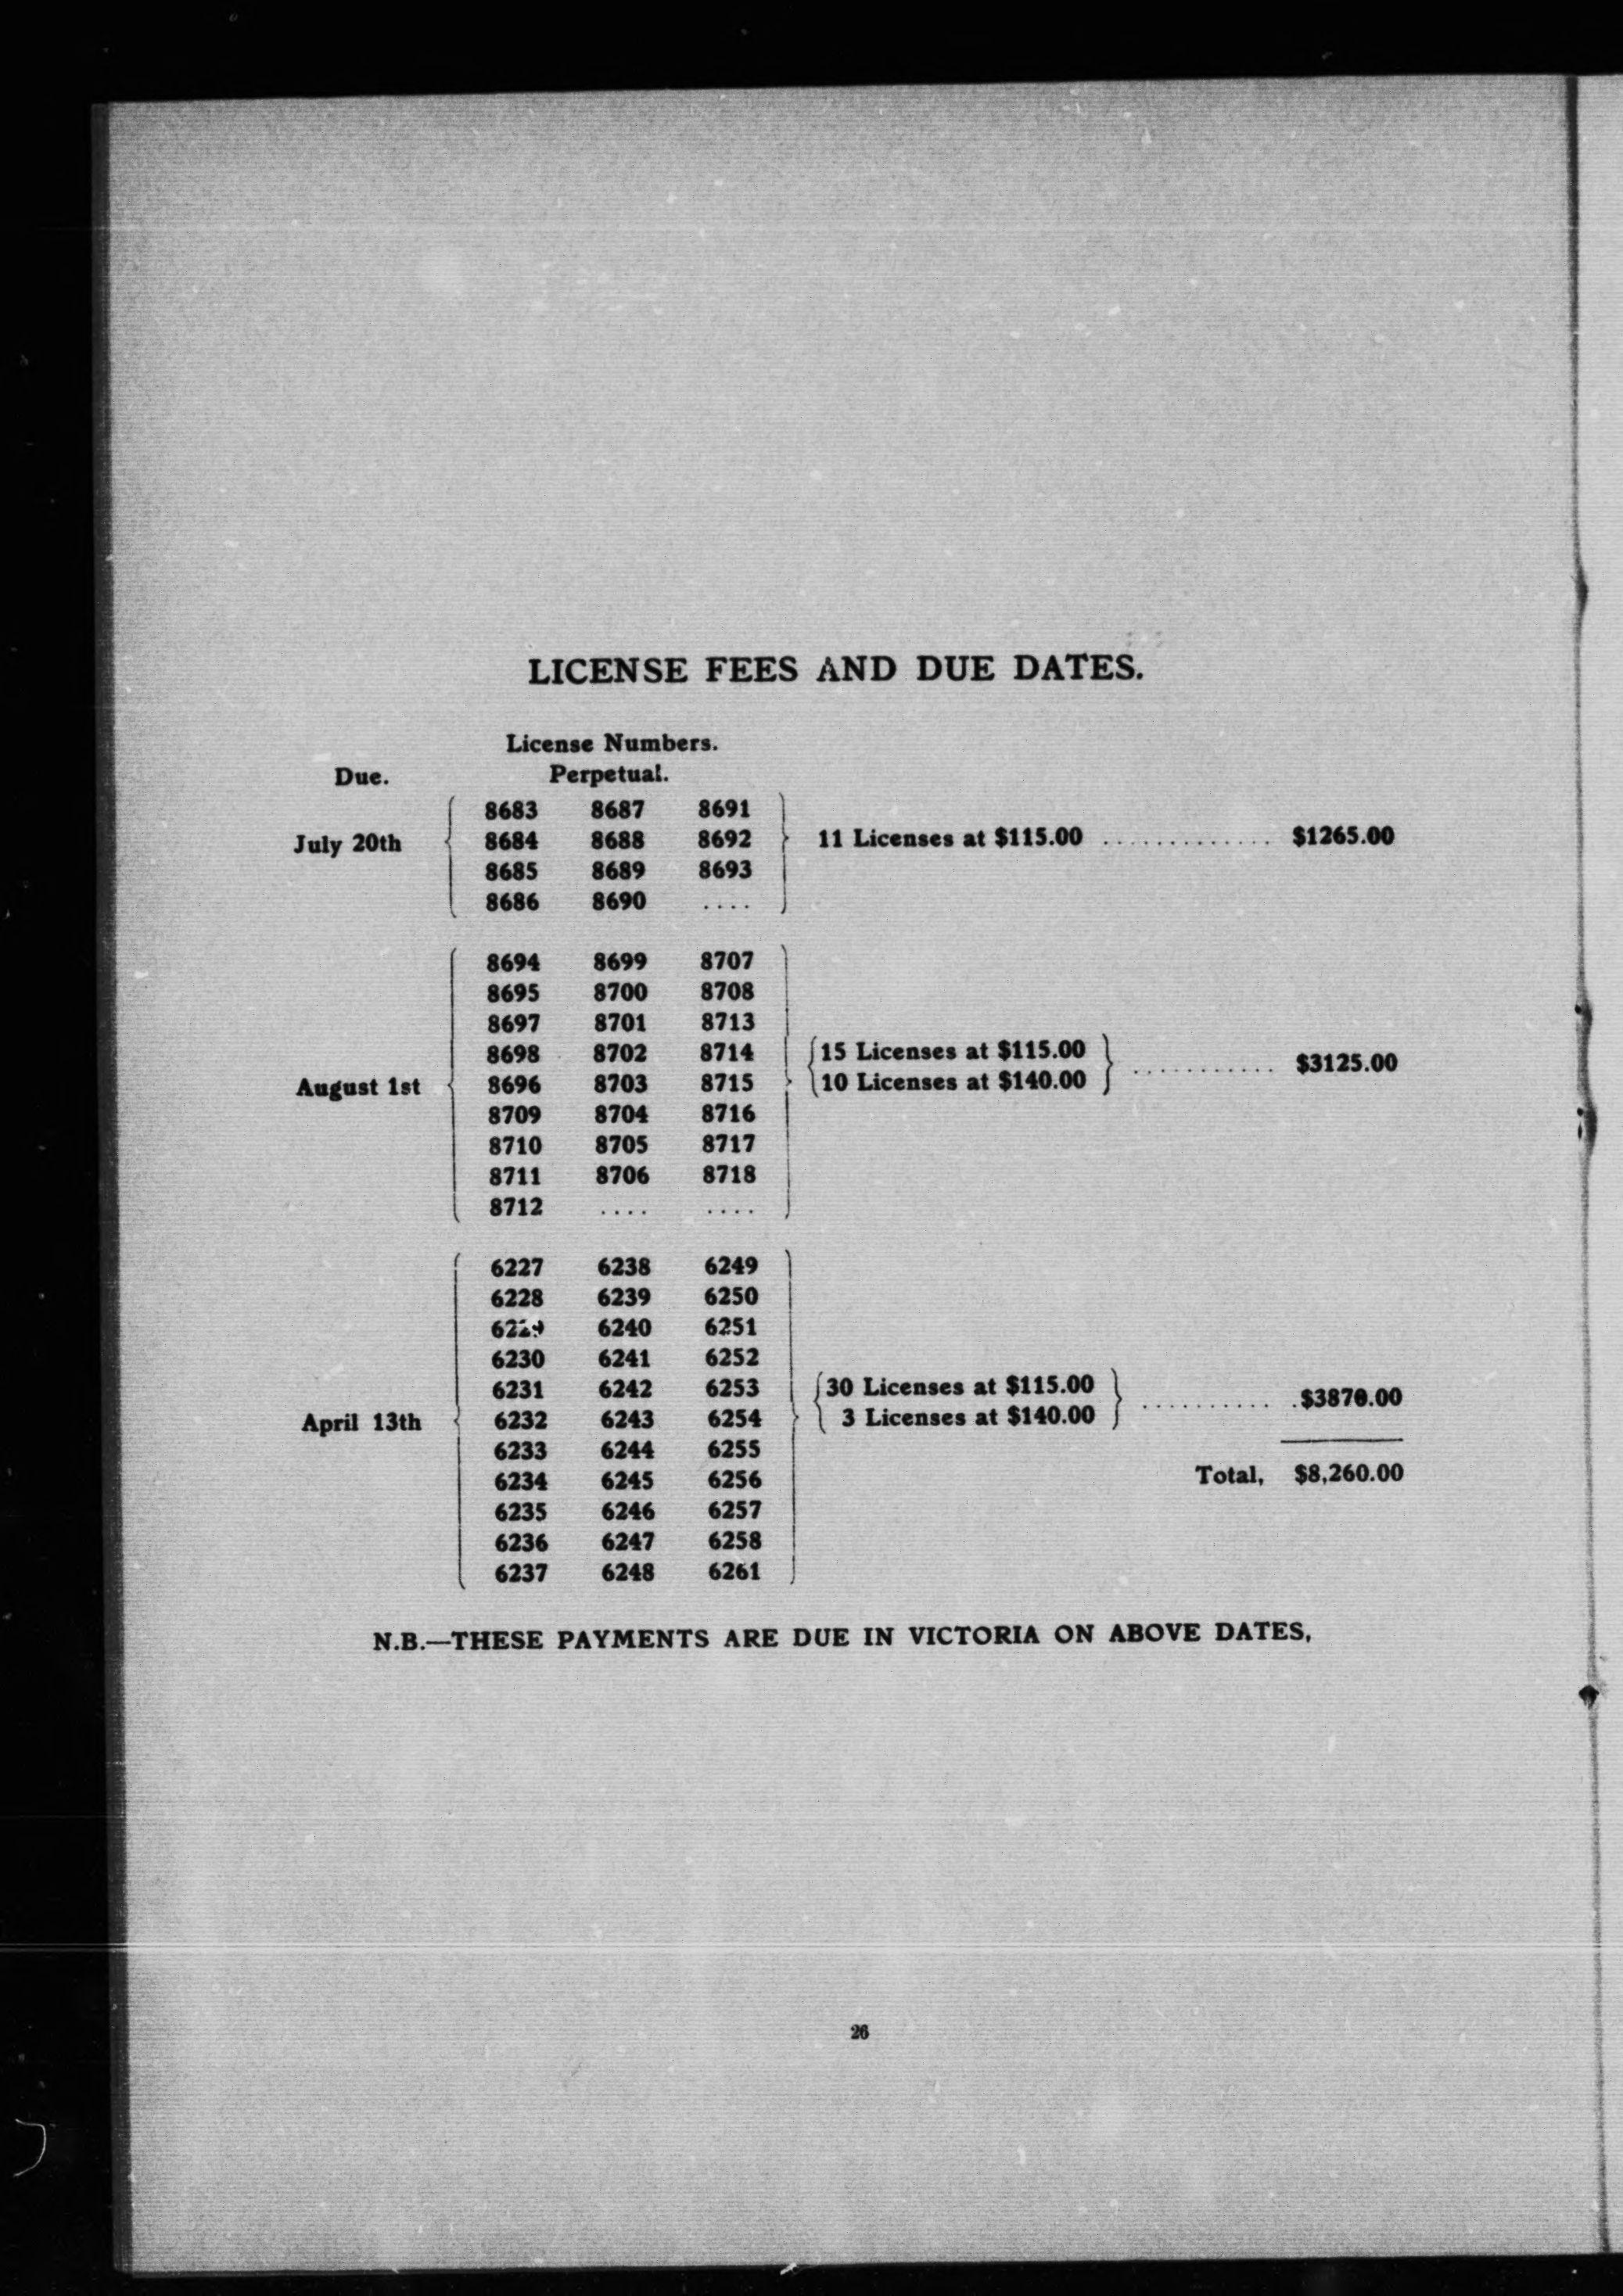 LICENSE FEES AND DUE DATES.
License Numbers.
Due. Perpetual.
8683 8687 8691
July 20th 8684 8688 8692 11 Licenses at $115.00 ............. $1265.00
8685 8689 8693
8686 8690 ....
8694 8699 8707
8695 8700 8708
8697 8701 8713
8698 8702 8714 15 Licenses at $115.00
........... $3125.00
August 1st 8696 8703 8715 10 Licenses at $140.00
8709 8704 8716
8710 8705 8717
8711 8706 8718
8712 .... ....
6227 6238 6249
6228 6239 6250
6229 6240 6251
6230 6241 6252
6231 6242 6253 30 Licenses at $115.00
.......... .$3870.00
April 13th 6232 6243 6254 3 Licenses at $140.00
6233 6244 6255
6234 6245 6256 Total, $8,260.00
6235 6246 6257
6236 6247 6258
6237 6248 6261
N.B.—THESE PAYMENTS ARE DUE IN VICTORIA ON ABOVE DATES,
26